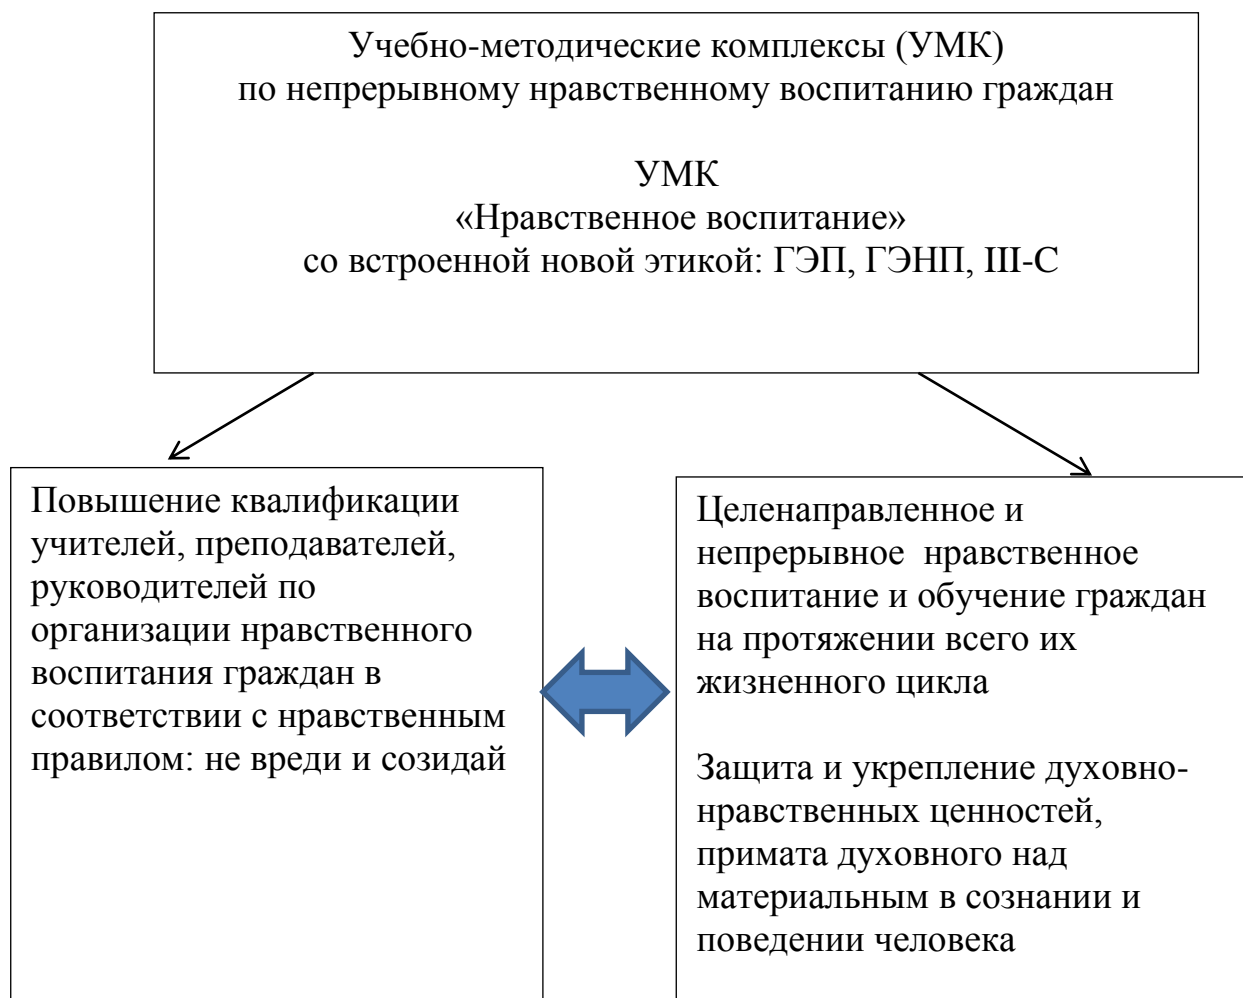 Учебно-методические комплексы (УМК)
по непрерывному нравственному воспитанию граждан
УМК
«Нравственное воспитание»
со встроенной новой этикой: ГЭП, ГЭНП, III-С
Повышение квалификации
учителей, преподавателей,
руководителей по
организации нравственного
воспитания граждан в
соответствии с нравственным
правилом: не вреди и созидай
Целенаправленное и
непрерывное нравственное
воспитание и обучение граждан
на протяжении всего их
жизненного цикла
Защита и укрепление духовно-
нравственных ценностей,
примата духовного над
материальным в сознании и
поведении человека